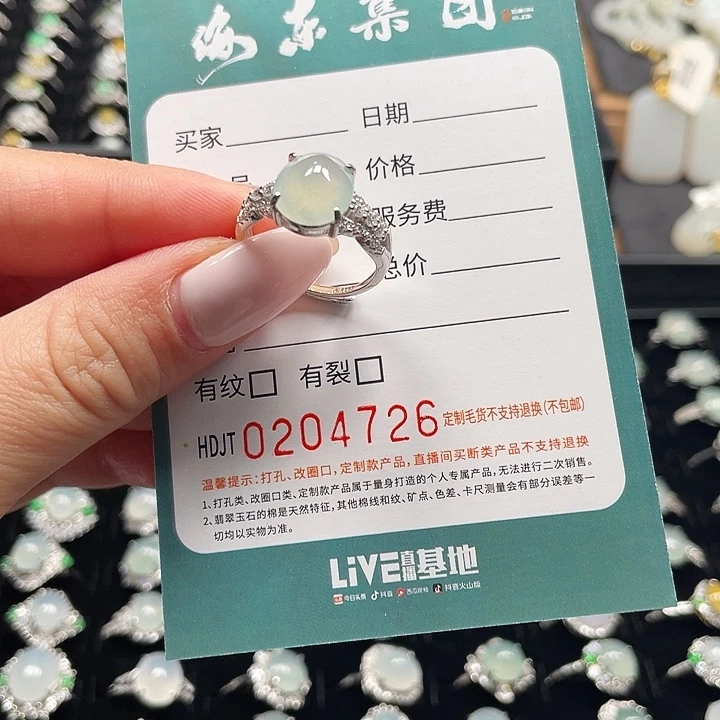 海东集团
买家 日期
号 价格
服务费
总价
有纹□ 有裂□
HDJT 0204726 定制毛货不支持退换(不包邮)
温馨提示:打孔、改圈口,定制款产品,直播间买断类产品不支持退换
1、打孔类、改圈口类、定制款产品属于量身打造的个人专属产品,无法进行二次销售。
2、翡翠玉石的棉是天然特征,其他棉线和纹、矿点、色差、卡尺测量会有部分误差等一
切均以实物为准。
LiVE直播基地
今日头条 抖音 西瓜视频 抖音火山版